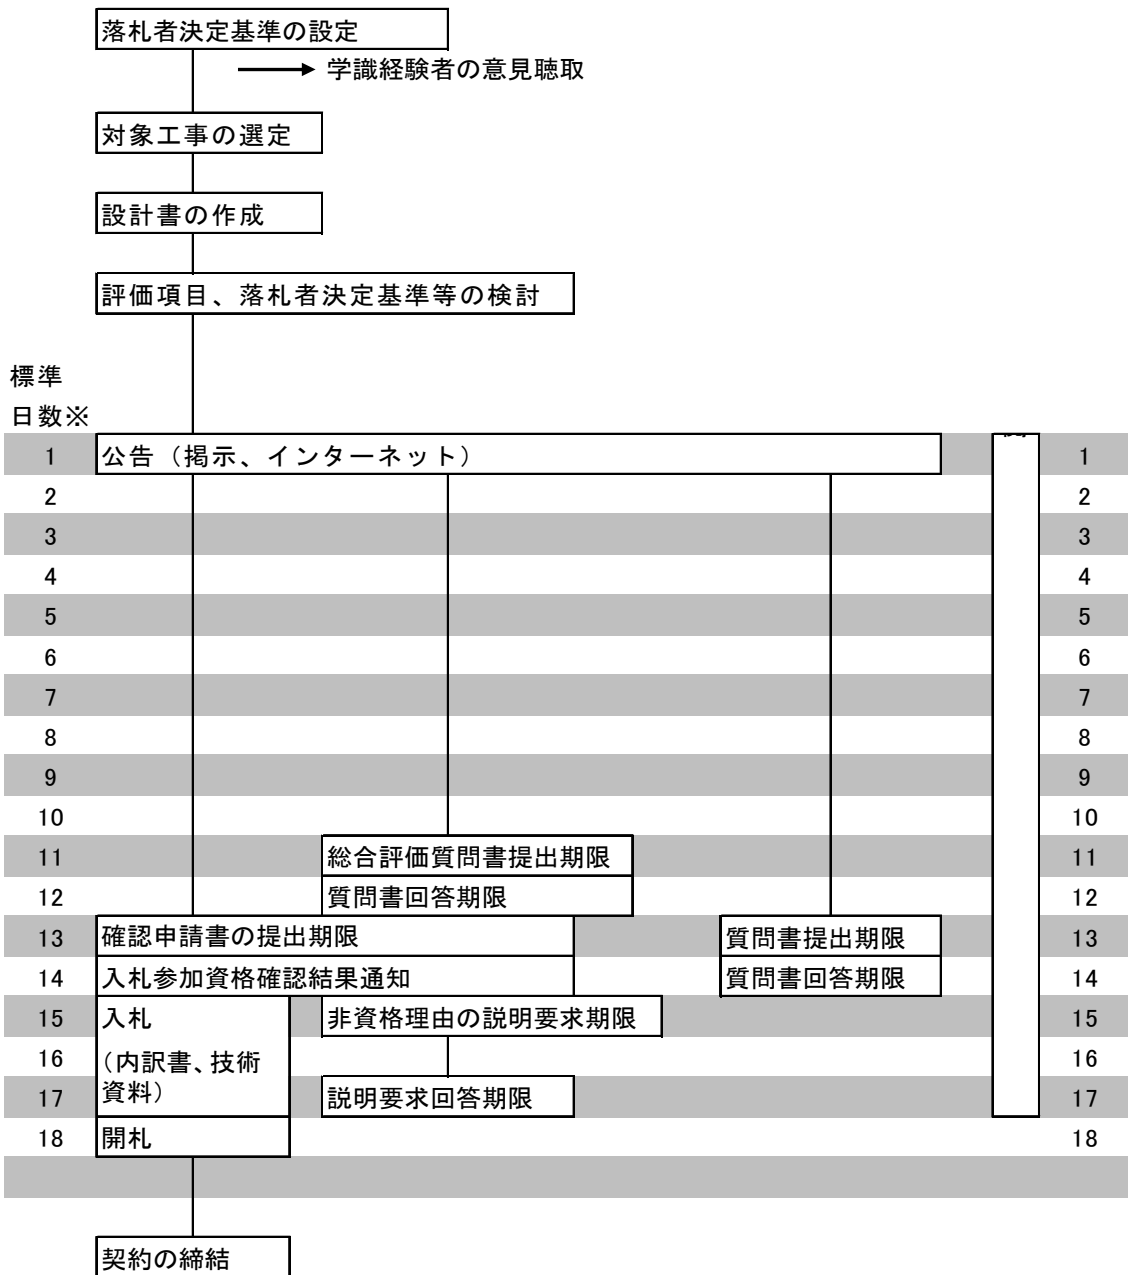 落札者決定基準の設定
学識経験者の意見聴取
対象工事の選定
設計書の作成
評価項目、落札者決定基準等の検討
標準
日数※
1 公告（掲示、インターネット） 1
2 2
3 3
4 4
5 5
6 6
7 7
8 8
9 9
10 10
11 総合評価質問書提出期限 11
12 質問書回答期限 12
13 確認申請書の提出期限 質問書提出期限 13
14 入札参加資格確認結果通知 質問書回答期限 14
15 入札 非資格理由の説明要求期限 15
16 （内訳書、技術 16
17 資料） 説明要求回答期限 17
18 開札 18
契約の締結